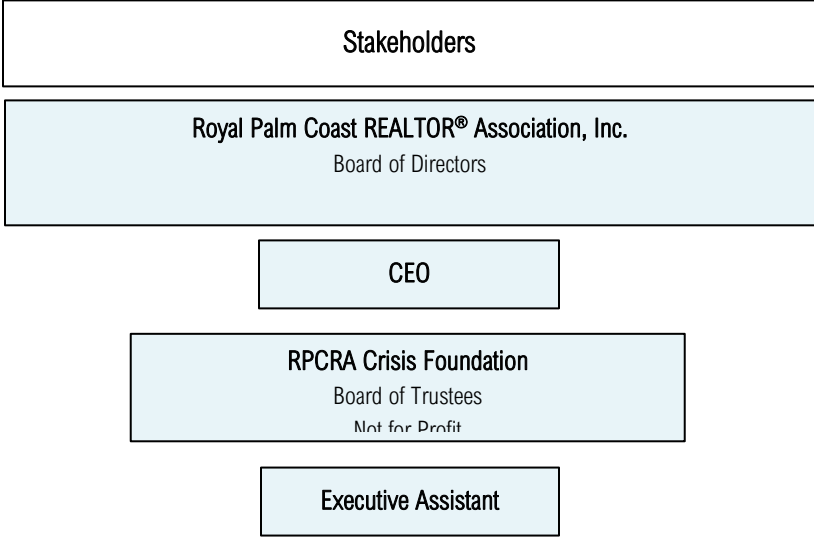 Stakeholders
Royal Palm Coast REALTOR® Association, Inc.
Board of Directors
CEO
RPCRA Crisis Foundation
Board of Trustees
Not for Profit
Executive Assistant